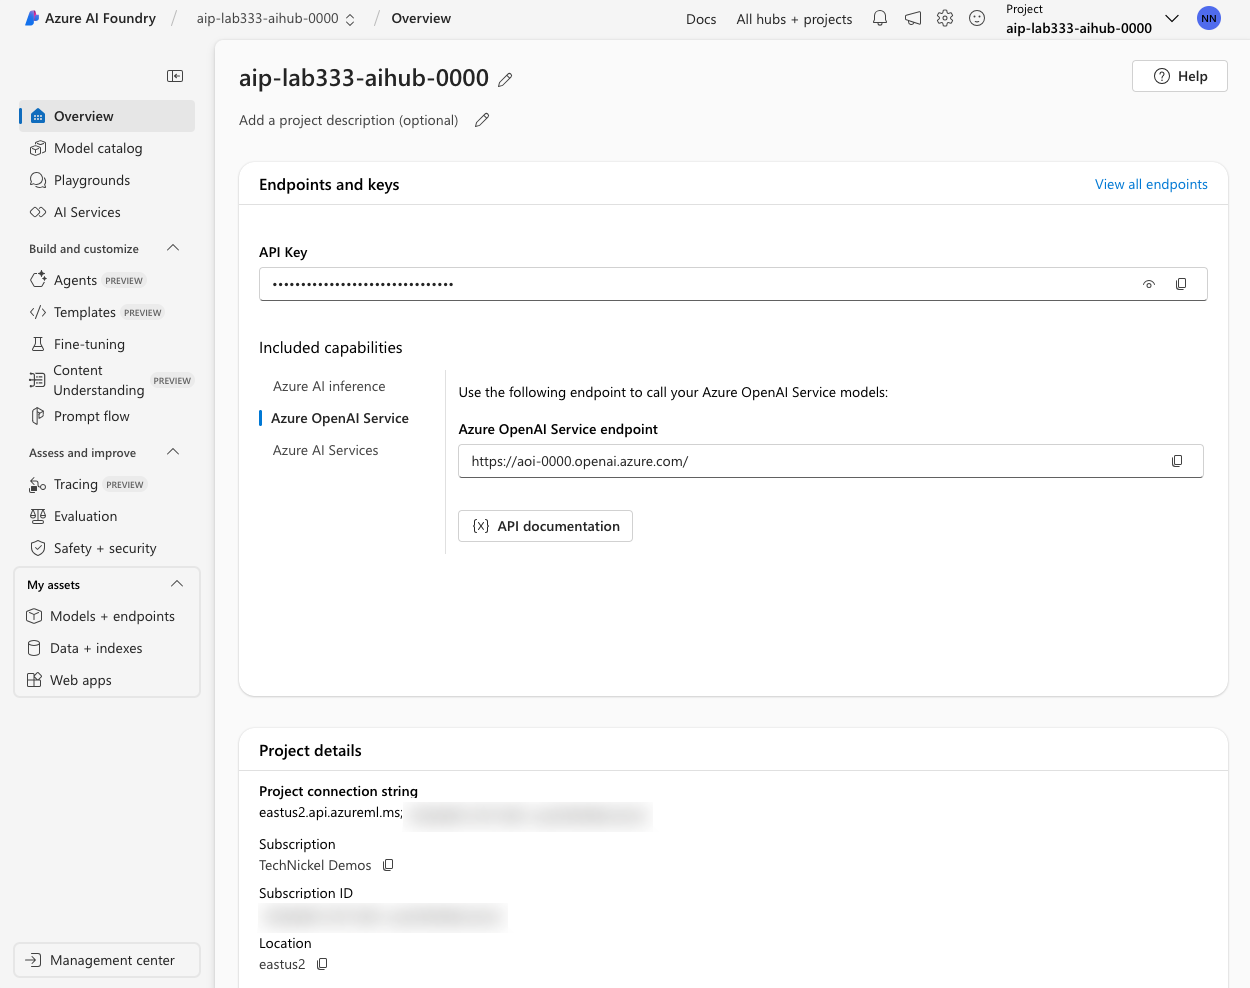 Azure AI Foundry / aip-lab333-aihub-0000 / Overview
Docs All hubs + projects
Project
aip-lab333-aihub-0000
NN
Overview
Model catalog
Playgrounds
AI Services
Build and customize
Agents PREVIEW
Templates PREVIEW
Fine-tuning
Content
Understanding PREVIEW
Prompt flow
Assess and improve
Tracing PREVIEW
Evaluation
Safety + security
My assets
Models + endpoints
Data + indexes
Web apps
Management center
aip-lab333-aihub-0000
Help
Add a project description (optional)
Endpoints and keys
View all endpoints
API Key
••••••••••••••••••••••••••••••••
Included capabilities
Azure AI inference
Azure OpenAI Service
Azure AI Services
Use the following endpoint to call your Azure OpenAI Service models:
Azure OpenAI Service endpoint
https://aoi-0000.openai.azure.com/
{x} API documentation
Project details
Project connection string
eastus2.api.azureml.ms;
Subscription
TechNickel Demos
Subscription ID
Location
eastus2